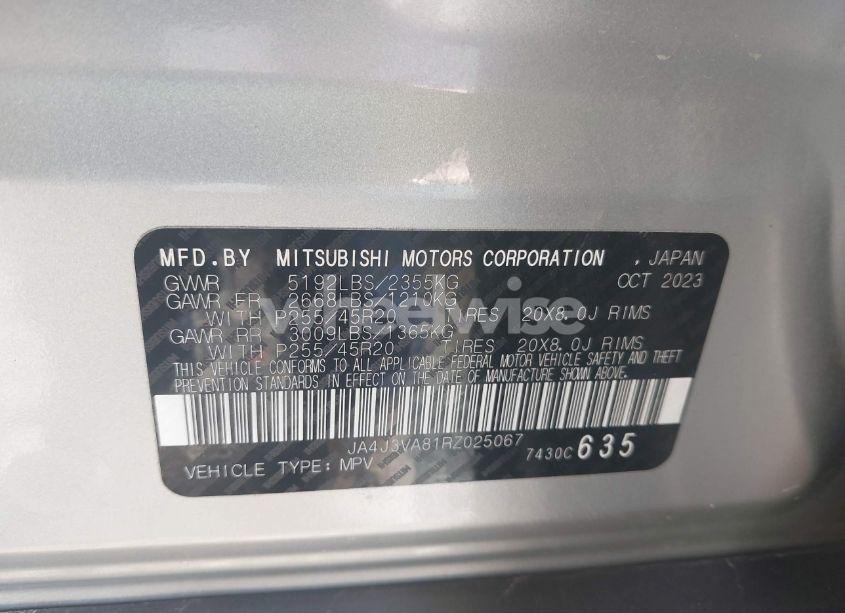 MFD.BY MITSUBISHI MOTORS CORPORATION , JAPAN
GVWR 5192LBS/2355KG OCT 2023
GAWR FR 2668LBS/1210KG
WITH P255/45R20 TIRES 20X8.0J RIMS
GAWR RR 3009LBS/1365KG
WITH P255/45R20 TIRES 20X8.0J RIMS
THIS VEHICLE CONFORMS TO ALL APPLICABLE FEDERAL MOTOR VEHICLE SAFETY AND THEFT
PREVENTION STANDARDS IN EFFECT ON THE DATE OF MANUFACTURE SHOWN ABOVE.
JA4J3VA81RZ025067 7430C 635
VEHICLE TYPE: MPV
wheelwise